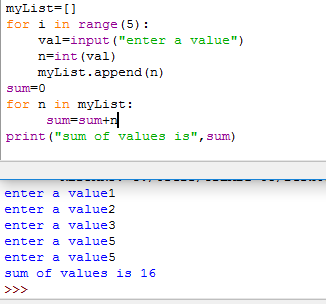 myList=[]
for i in range(5):
    val=input("enter a value")
    n=int(val)
    myList.append(n)
sum=0
for n in myList:
     sum=sum+n
print("sum of values is",sum)
enter a value1
enter a value2
enter a value3
enter a value5
enter a value5
sum of values is 16
>>>